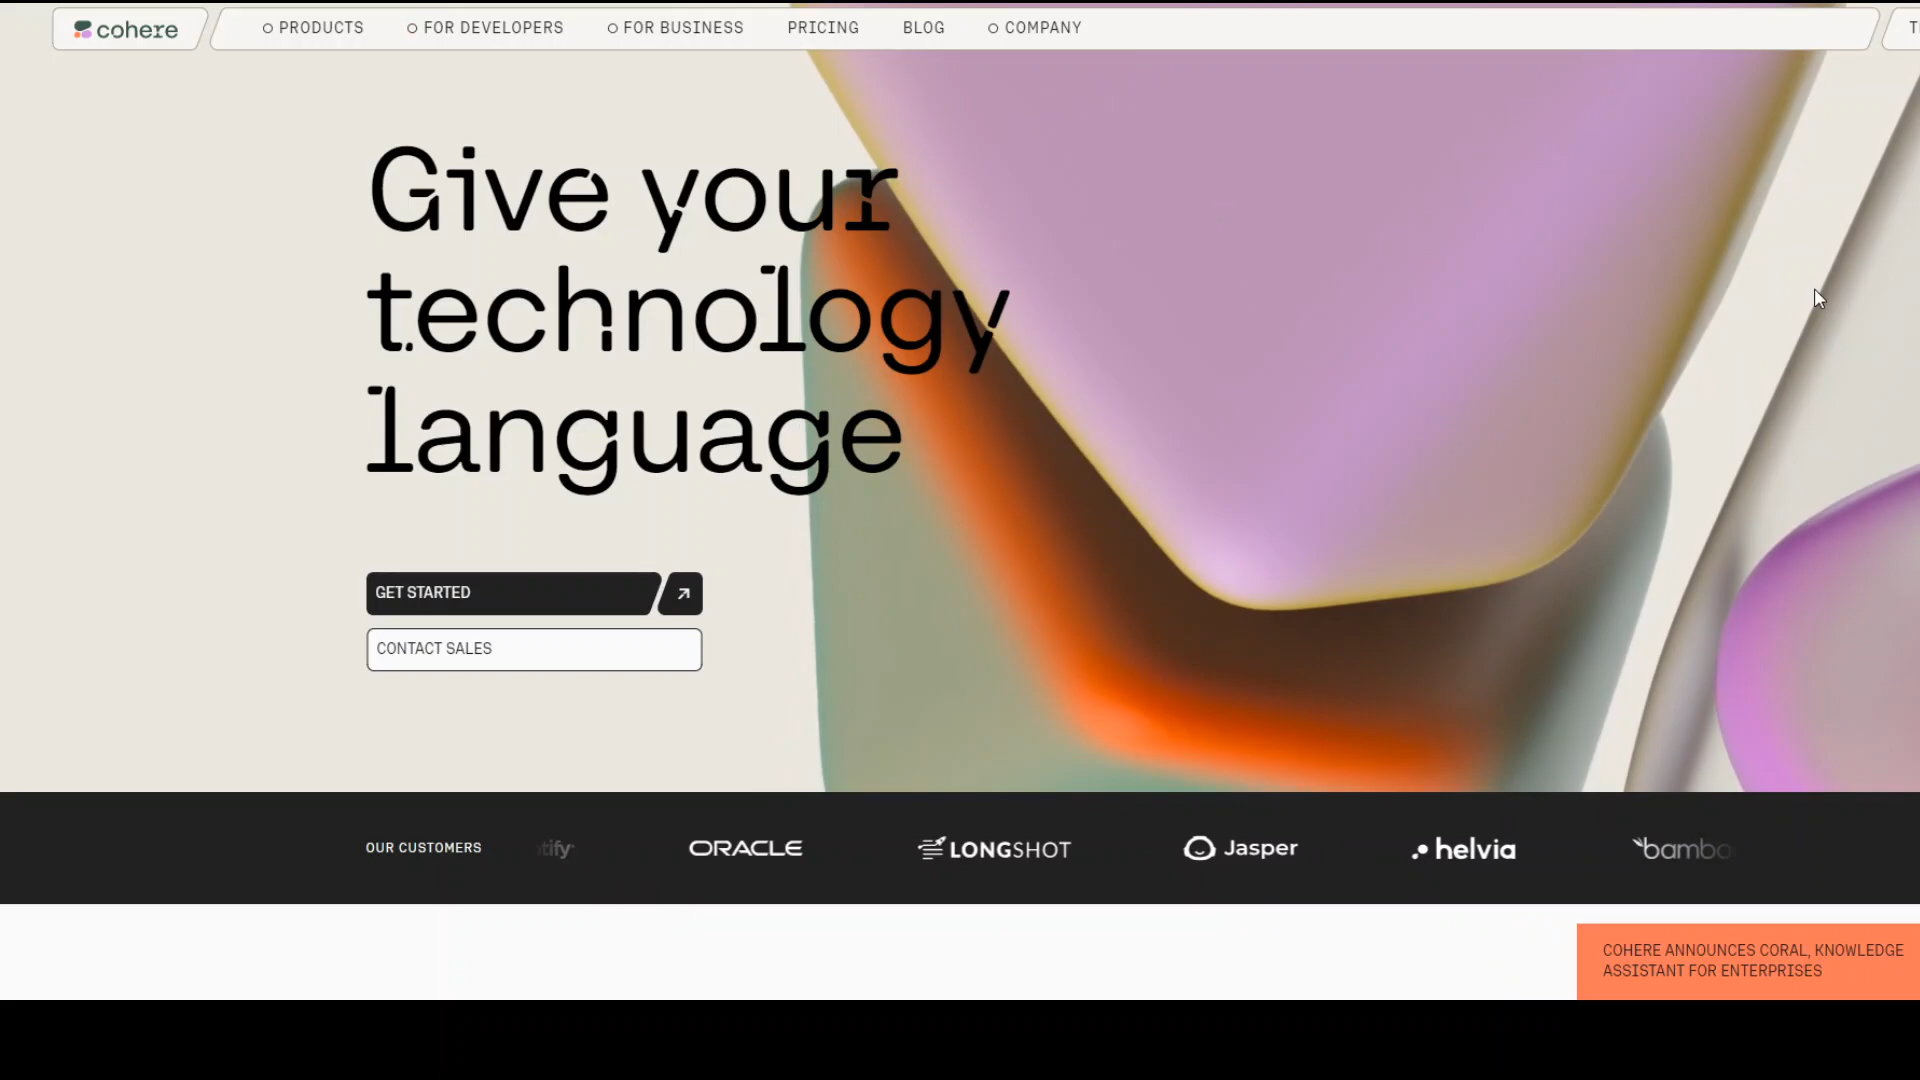 cohere
PRODUCTS FOR DEVELOPERS FOR BUSINESS PRICING BLOG COMPANY
Give your
technology
language
GET STARTED
CONTACT SALES
OUR CUSTOMERS ORACLE LONGSHOT Jasper helvia bamboo
COHERE ANNOUNCES CORAL, KNOWLEDGE
ASSISTANT FOR ENTERPRISES